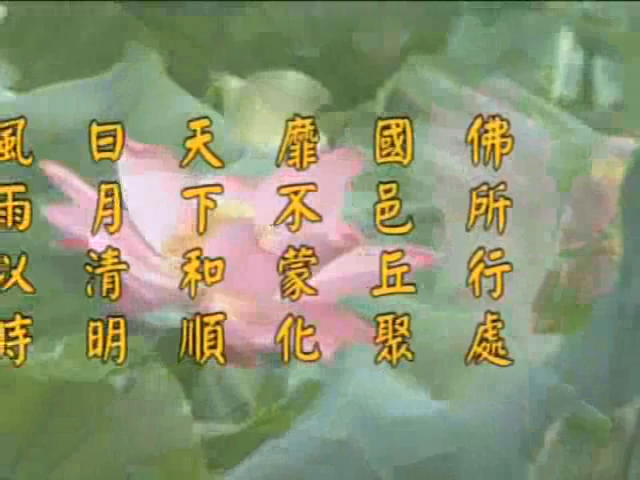 佛所行處
國邑丘聚
靡不蒙化
天下和順
日月清明
風雨以時